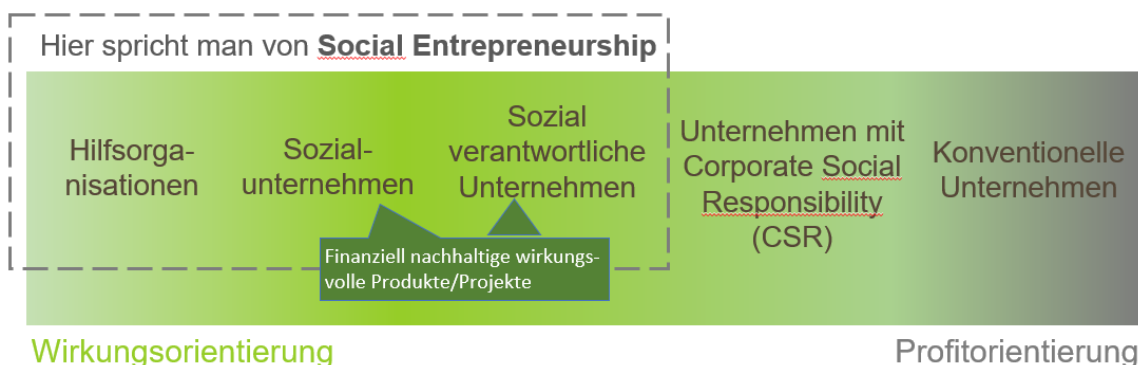 Hier spricht man von Social Entrepreneurship
Hilfsorga-
nisationen
Sozial-
unternehmen
Sozial
verantwortliche
Unternehmen
Unternehmen mit
Corporate Social
Responsibility
(CSR)
Konventionelle
Unternehmen
Finanziell nachhaltige wirkungs-
volle Produkte/Projekte
Wirkungsorientierung
Profitorientierung